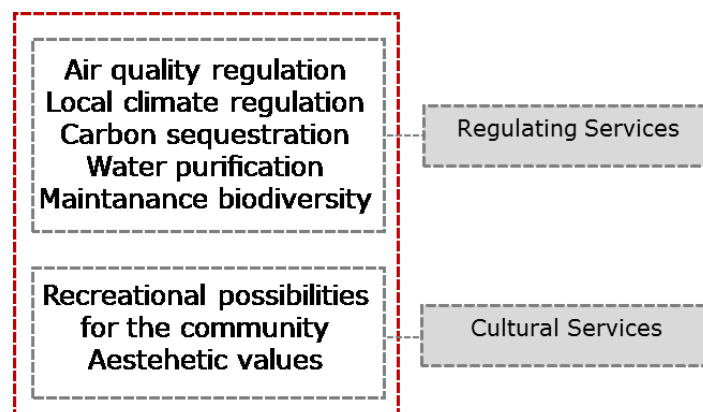 Air quality regulation
Local climate regulation
Carbon sequestration
Water purification
Maintanance biodiversity
Regulating Services
Recreational possibilities
for the community
Aestehetic values
Cultural Services